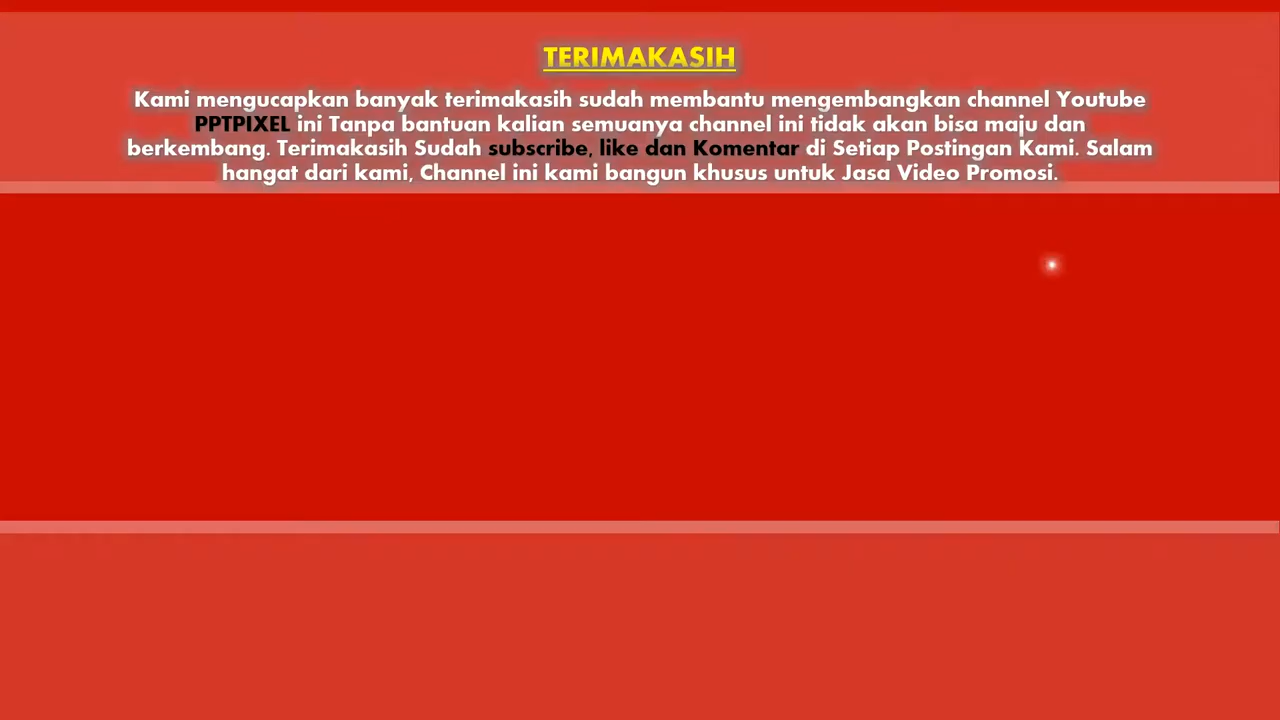 TERIMAKASIH
Kami mengucapkan banyak terimakasih sudah membantu mengembangkan channel Youtube
PPTPIXEL ini Tanpa bantuan kalian semuanya channel ini tidak akan bisa maju dan
berkembang. Terimakasih Sudah subscribe, like dan Komentar di Setiap Postingan Kami. Salam
hangat dari kami, Channel ini kami bangun khusus untuk Jasa Video Promosi.